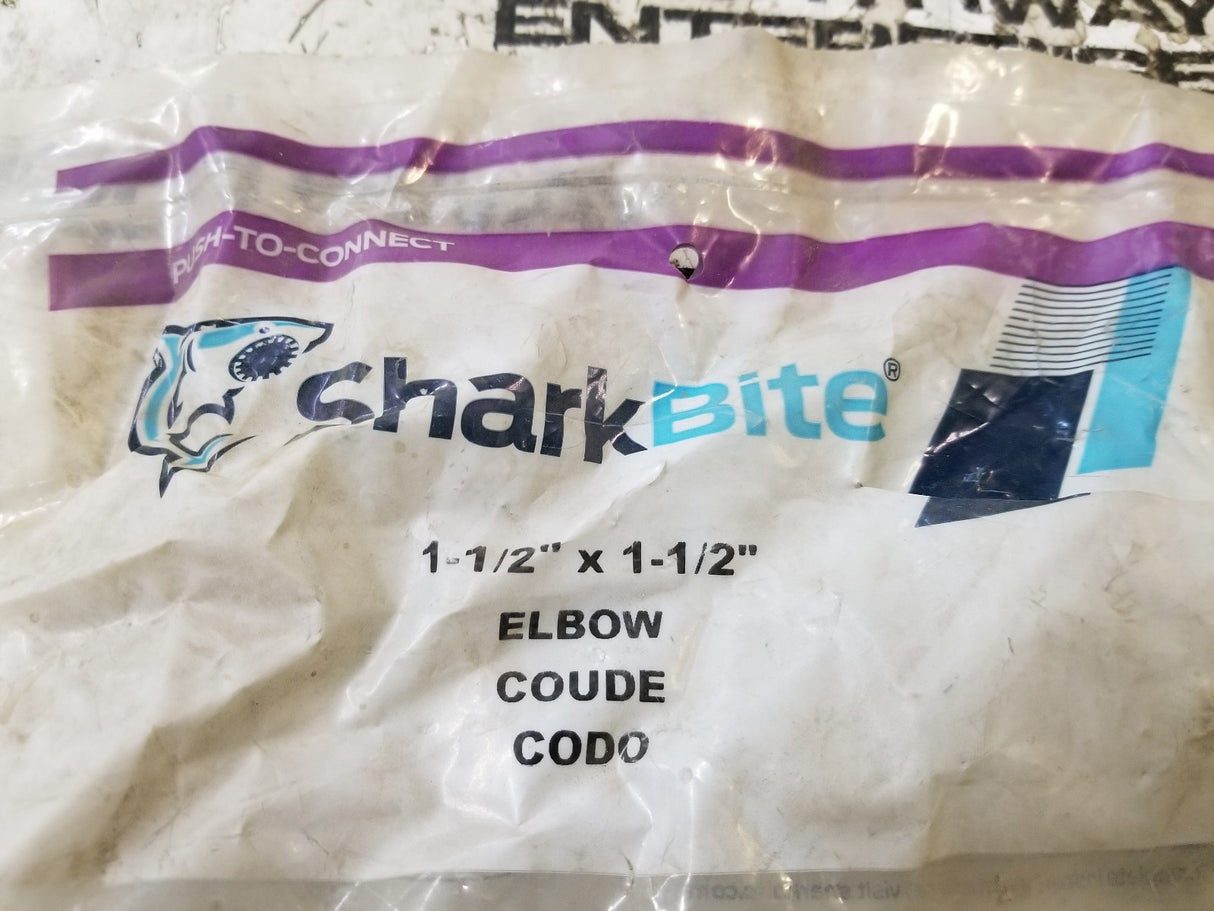 PUSH-TO-CONNECT
SharkBite®
1-1/2" x 1-1/2"
ELBOW
COUDE
CODO